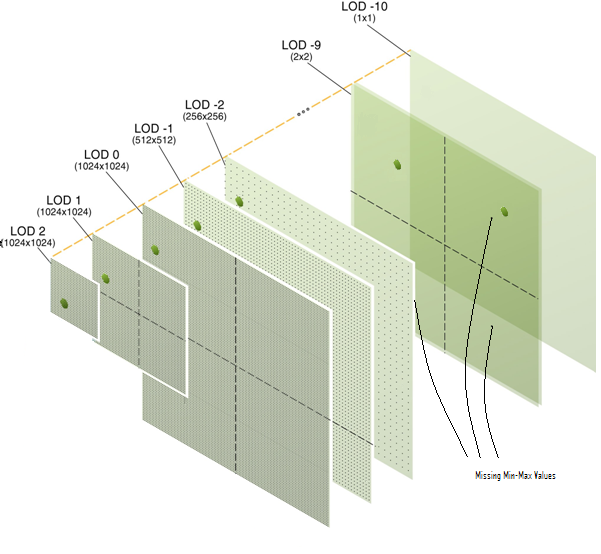 LOD -10
(1x1)
LOD -9
(2x2)
LOD -2
(256x256)
LOD -1
(512x512)
LOD 0
(1024x1024)
LOD 1
(1024x1024)
LOD 2
(1024x1024)
Missing Min-Max Values